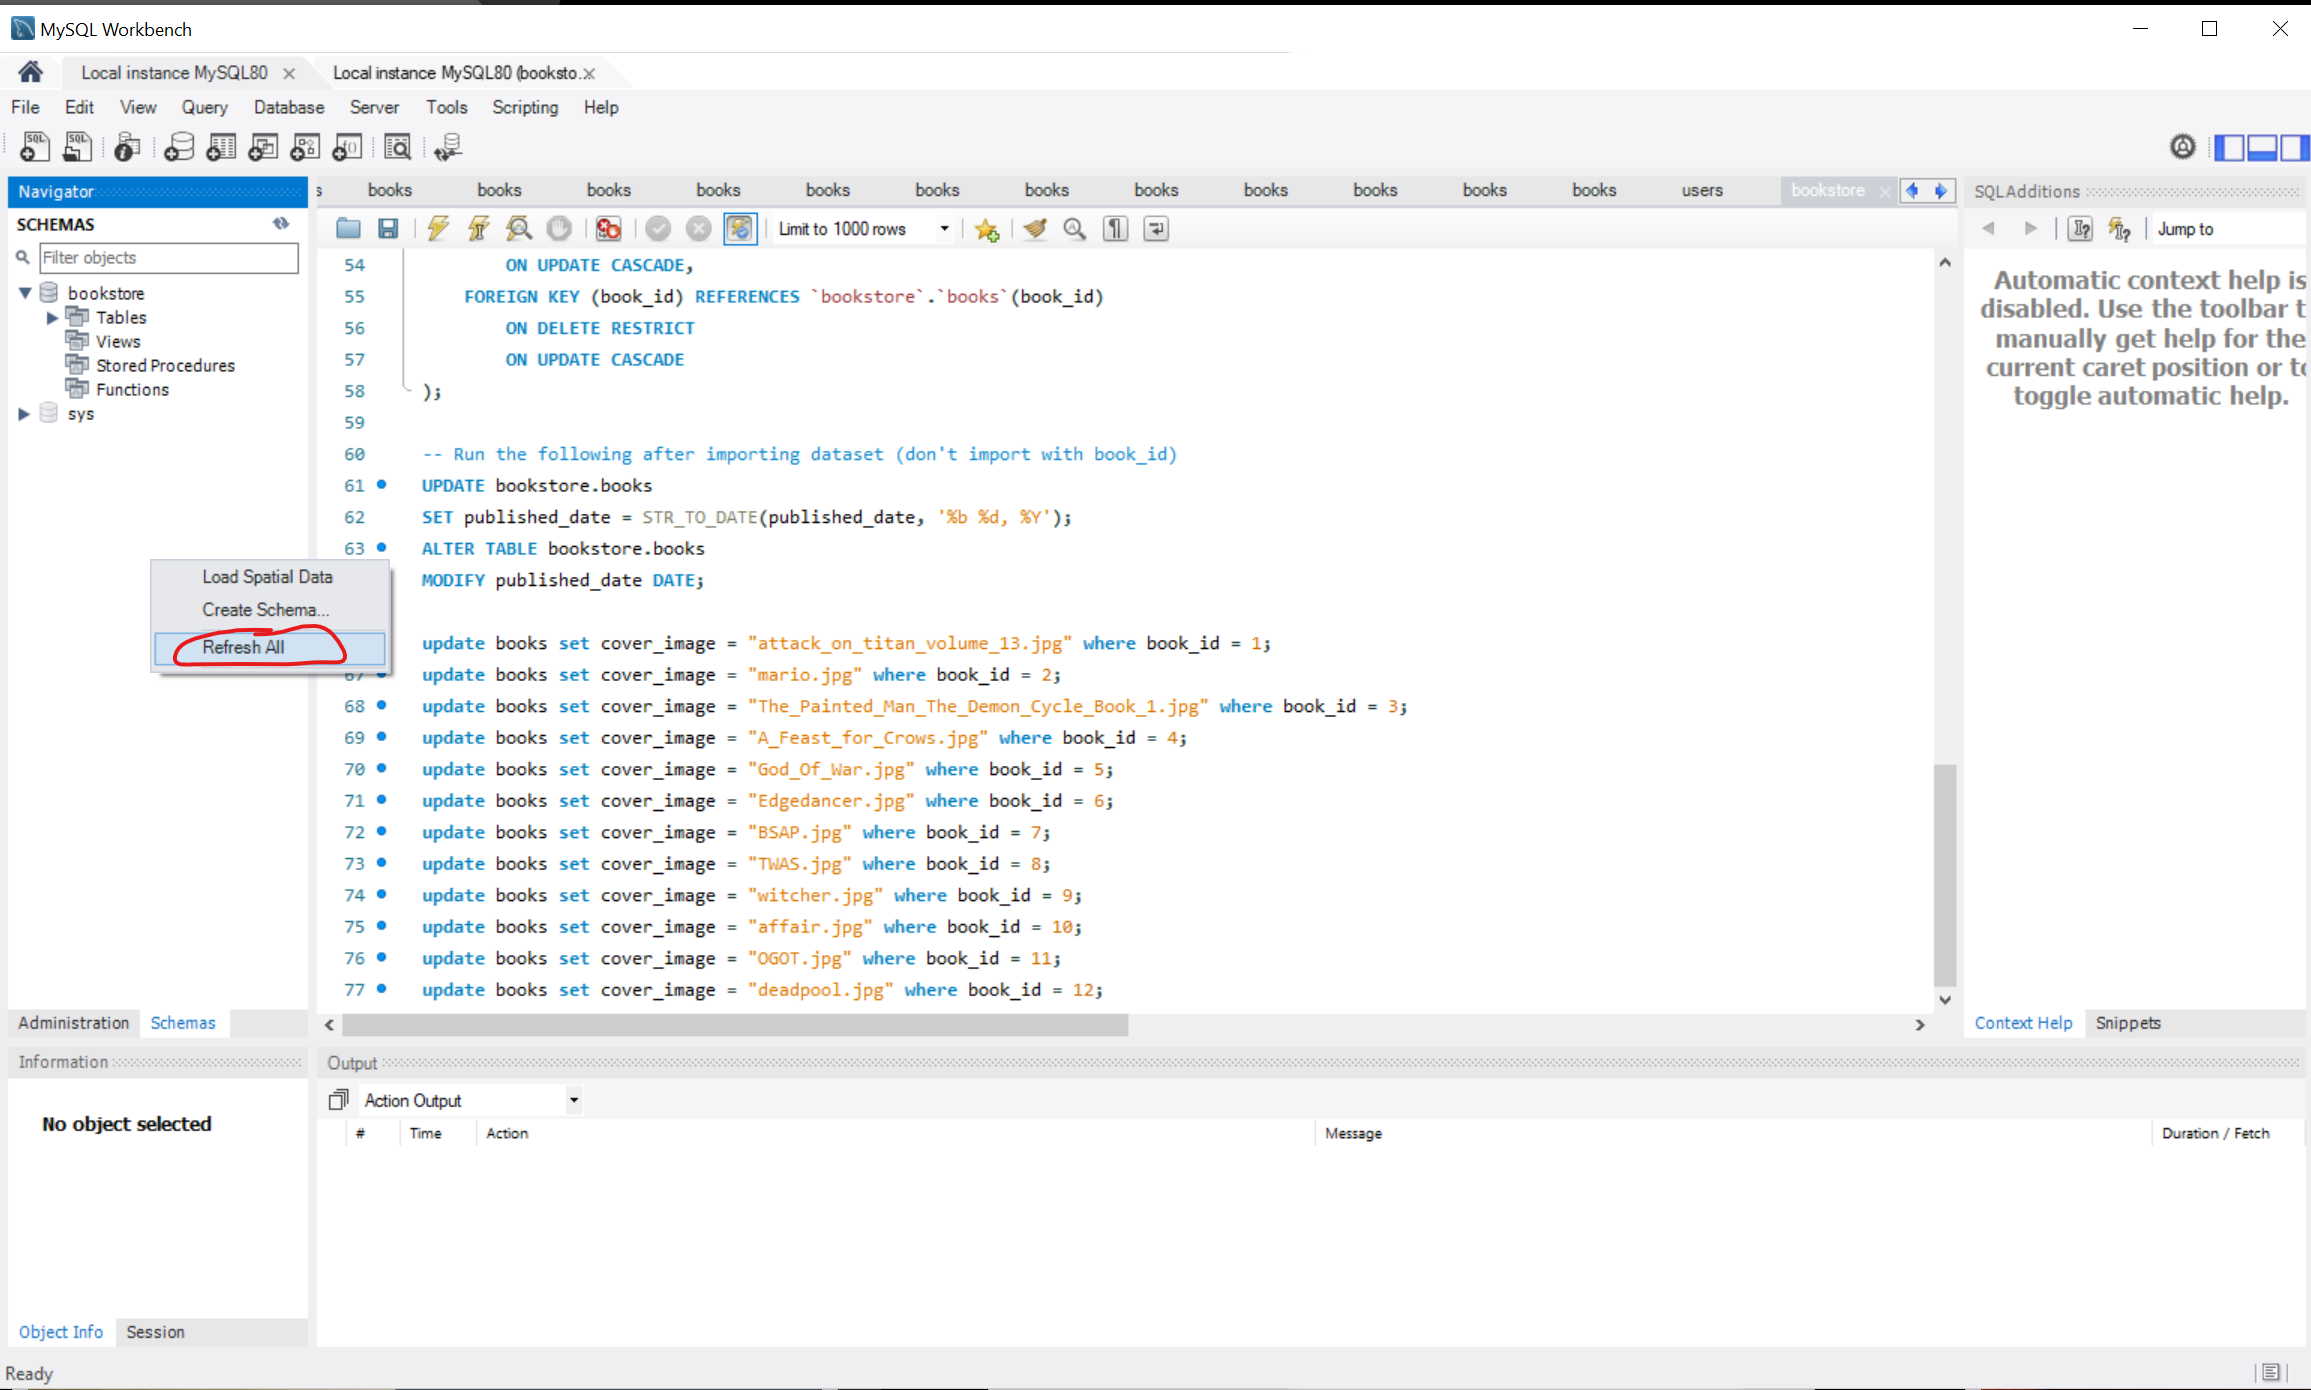 MySQL Workbench
Local instance MySQL80
Local instance MySQL80 (booksto...
File Edit View Query Database Server Tools Scripting Help
Navigator
SCHEMAS
Filter objects
bookstore
Tables
Views
Stored Procedures
Functions
sys
Load Spatial Data
Create Schema...
Refresh All
Administration Schemas
Information
No object selected
Object Info Session
s books books books books books books books books books books books books users bookstore
Limit to 1000 rows
54 ON UPDATE CASCADE,
55 FOREIGN KEY (book_id) REFERENCES `bookstore`.`books`(book_id)
56 ON DELETE RESTRICT
57 ON UPDATE CASCADE
58 );
59
60 -- Run the following after importing dataset (don't import with book_id)
61 UPDATE bookstore.books
62 SET published_date = STR_TO_DATE(published_date, '%b %d, %Y');
63 ALTER TABLE bookstore.books
MODIFY published_date DATE;
update books set cover_image = "attack_on_titan_volume_13.jpg" where book_id = 1;
67 update books set cover_image = "mario.jpg" where book_id = 2;
68 update books set cover_image = "The_Painted_Man_The_Demon_Cycle_Book_1.jpg" where book_id = 3;
69 update books set cover_image = "A_Feast_for_Crows.jpg" where book_id = 4;
70 update books set cover_image = "God_Of_War.jpg" where book_id = 5;
71 update books set cover_image = "Edgedancer.jpg" where book_id = 6;
72 update books set cover_image = "BSAP.jpg" where book_id = 7;
73 update books set cover_image = "TWAS.jpg" where book_id = 8;
74 update books set cover_image = "witcher.jpg" where book_id = 9;
75 update books set cover_image = "affair.jpg" where book_id = 10;
76 update books set cover_image = "OGOT.jpg" where book_id = 11;
77 update books set cover_image = "deadpool.jpg" where book_id = 12;
SQLAdditions
Jump to
Automatic context help is
disabled. Use the toolbar t
manually get help for the
current caret position or to
toggle automatic help.
Context Help Snippets
Output
Action Output
# Time Action Message Duration / Fetch
Ready